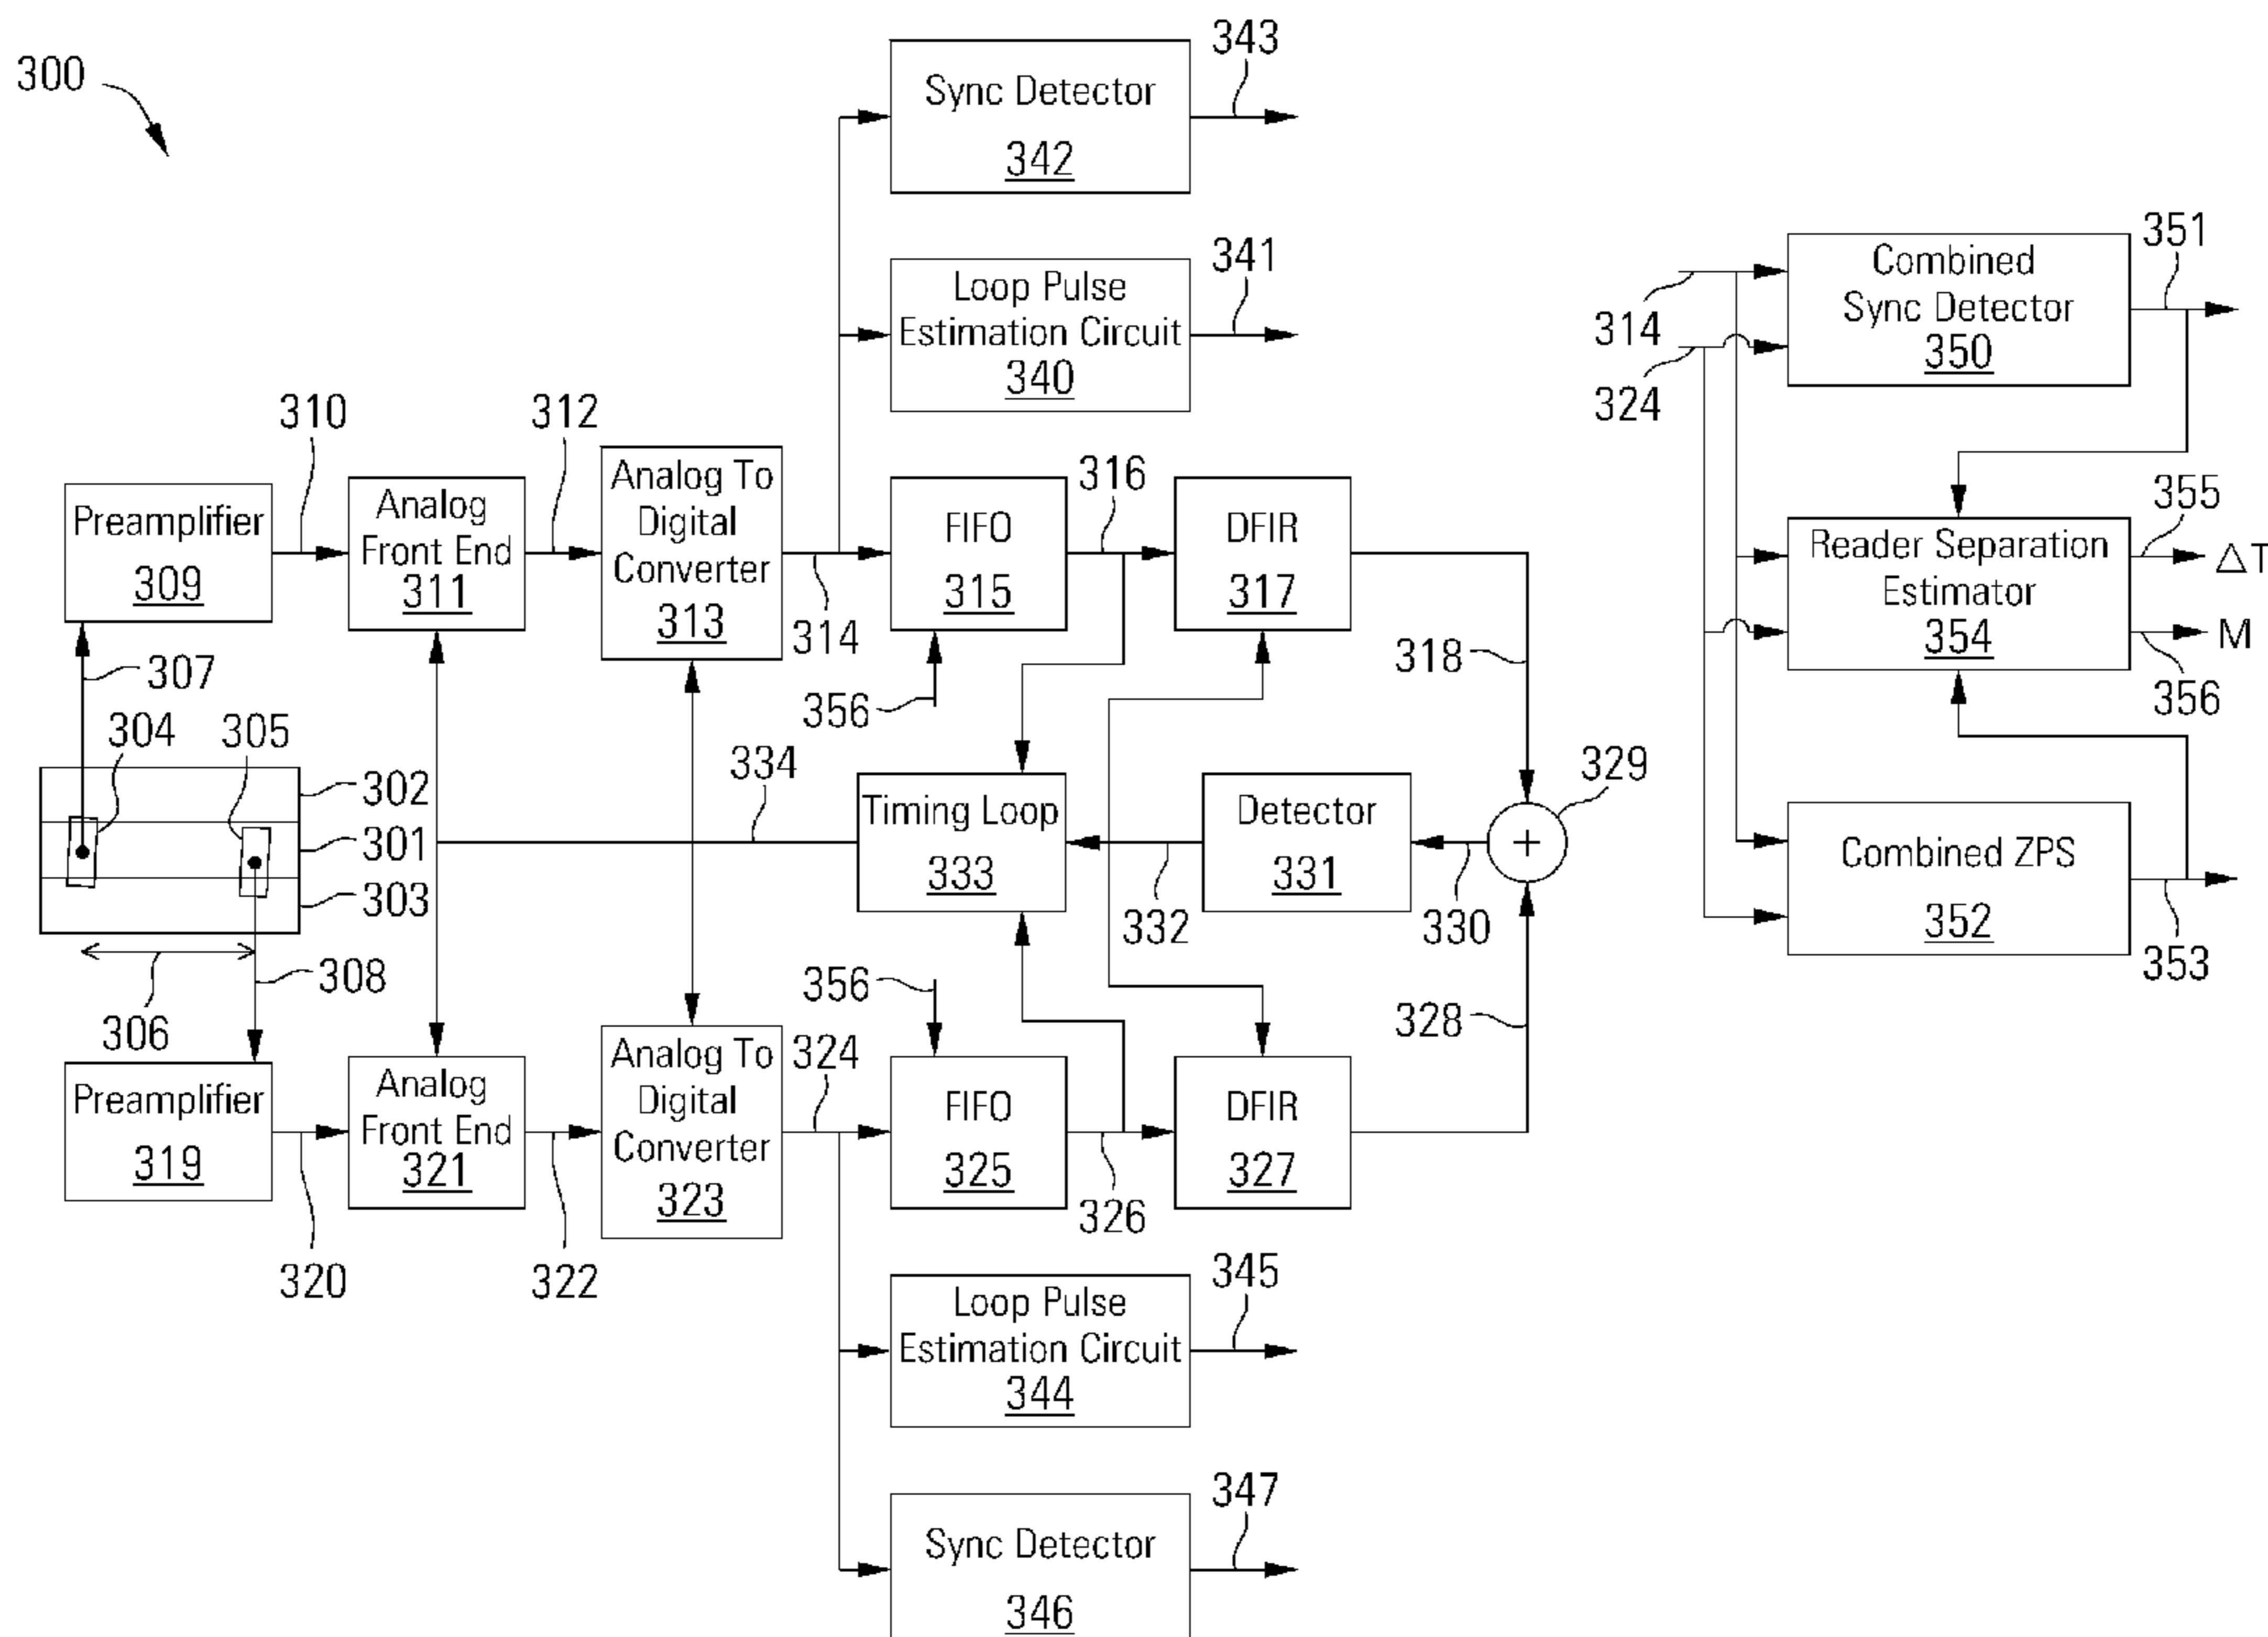 300
343
Sync Detector
342
341
Loop Pulse
Estimation Circuit
340
351
Combined
Sync Detector
350
314
324
310
312
Preamplifier
309
Analog
Front End
311
Analog To
Digital
Converter
313
314
FIFO
315
316
DFIR
317
356
318
355
Reader Separation
Estimator
354
ΔT
M
356
307
304
305
302
301
303
306
308
334
Timing Loop
333
332
Detector
331
330
+
329
Combined ZPS
352
353
356
328
Preamplifier
319
320
Analog
Front End
321
322
Analog To
Digital
Converter
323
324
FIFO
325
326
DFIR
327
345
Loop Pulse
Estimation Circuit
344
347
Sync Detector
346